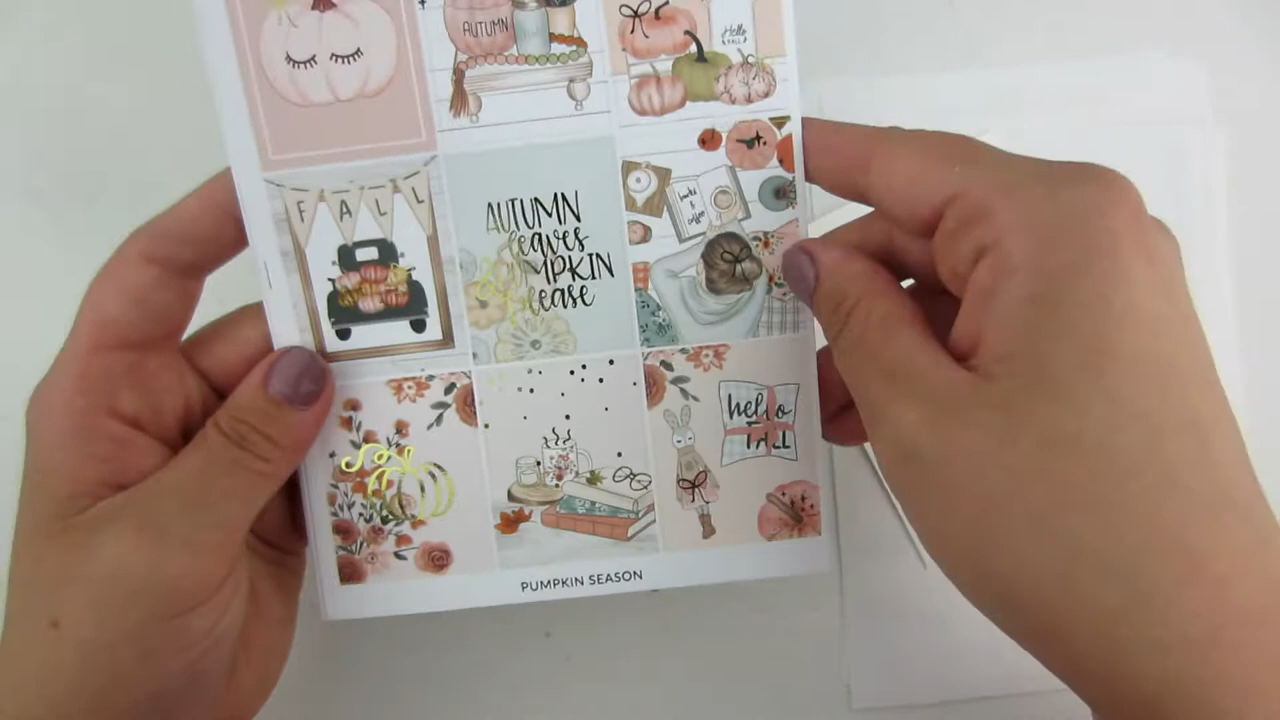 AUTUMN
Hello
FALL
FALL
AUTUMN
leaves
PUMPKIN
please
books
&
coffee
hello
FALL
PUMPKIN SEASON